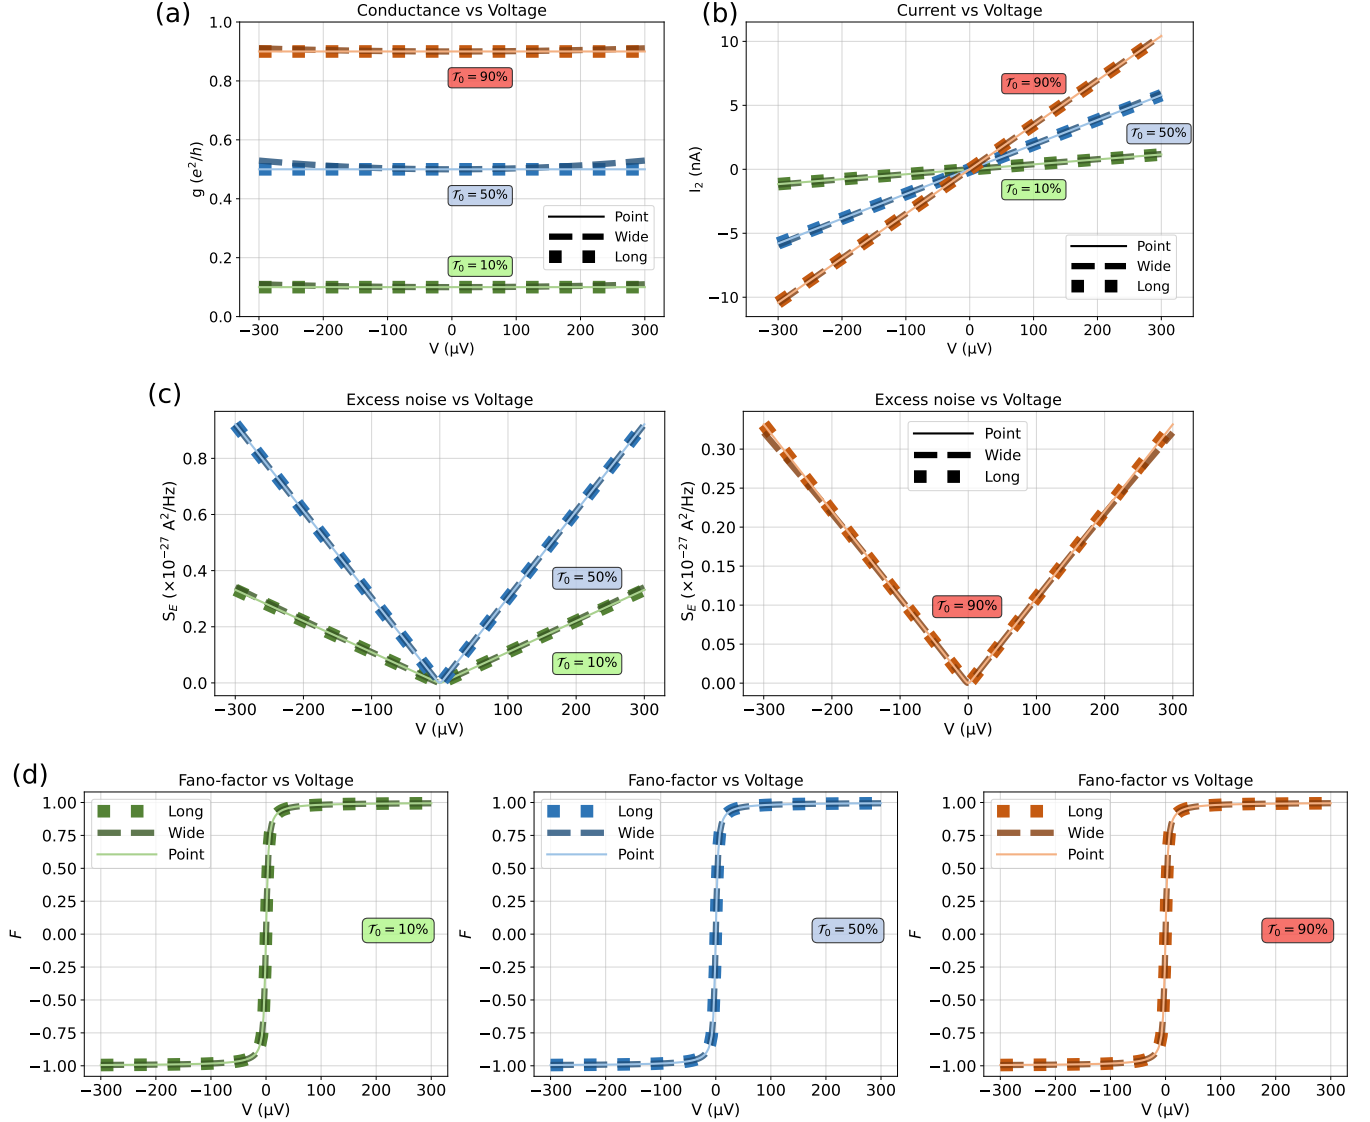 (a)
Conductance vs Voltage
1.0
0.8
0.6
0.4
0.2
0.0
g (e²/h)
𝒯₀ = 90%
𝒯₀ = 50%
𝒯₀ = 10%
Point
Wide
Long
−300 −200 −100 0 100 200 300
V (μV)
(b)
Current vs Voltage
10
5
0
−5
−10
I₂ (nA)
𝒯₀ = 90%
𝒯₀ = 50%
𝒯₀ = 10%
Point
Wide
Long
−300 −200 −100 0 100 200 300
V (μV)
(c)
Excess noise vs Voltage
0.8
0.6
0.4
0.2
0.0
S_E (×10⁻²⁷ A²/Hz)
𝒯₀ = 50%
𝒯₀ = 10%
−300 −200 −100 0 100 200 300
V (μV)
Excess noise vs Voltage
0.30
0.25
0.20
0.15
0.10
0.05
0.00
S_E (×10⁻²⁷ A²/Hz)
Point
Wide
Long
𝒯₀ = 90%
−300 −200 −100 0 100 200 300
V (μV)
(d)
Fano-factor vs Voltage
1.00
0.75
0.50
0.25
0.00
−0.25
−0.50
−0.75
−1.00
F
Long
Wide
Point
𝒯₀ = 10%
−300 −200 −100 0 100 200 300
V (μV)
Fano-factor vs Voltage
1.00
0.75
0.50
0.25
0.00
−0.25
−0.50
−0.75
−1.00
F
Long
Wide
Point
𝒯₀ = 50%
−300 −200 −100 0 100 200 300
V (μV)
Fano-factor vs Voltage
1.00
0.75
0.50
0.25
0.00
−0.25
−0.50
−0.75
−1.00
F
Long
Wide
Point
𝒯₀ = 90%
−300 −200 −100 0 100 200 300
V (μV)